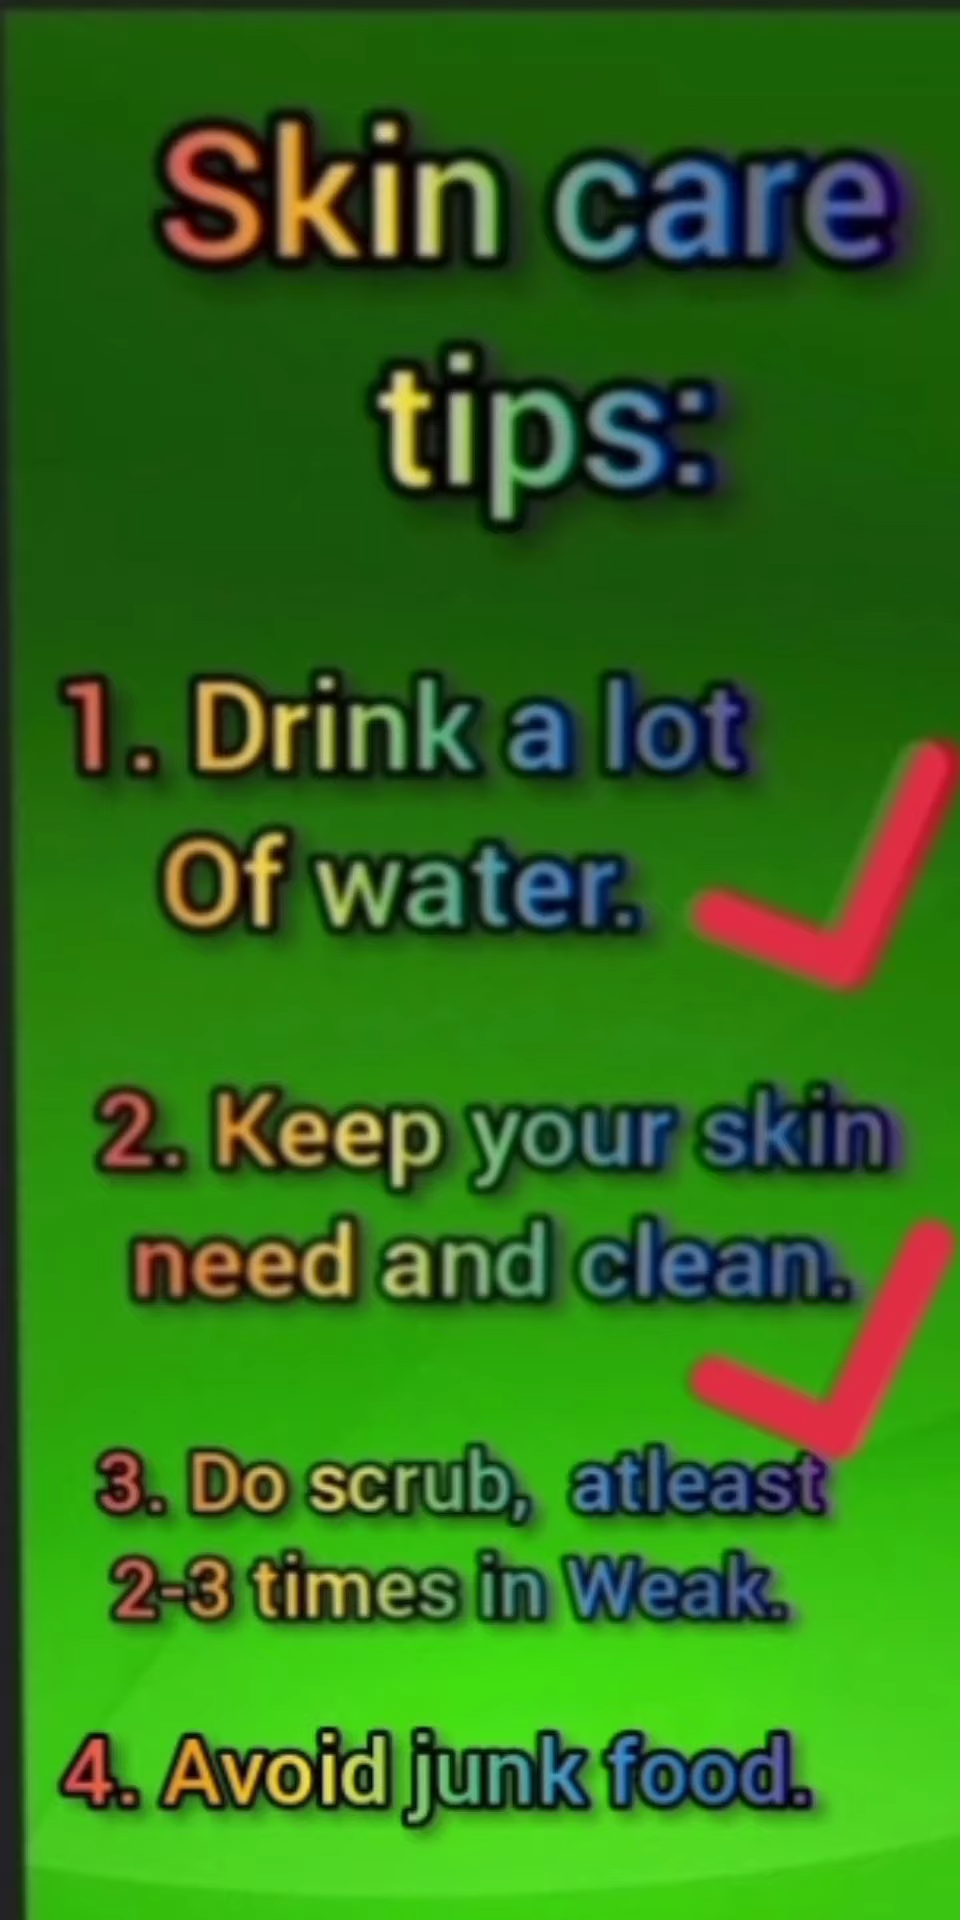 Skin care
tips:
1. Drink a lot
Of water.
2. Keep your skin
need and clean.
3. Do scrub, atleast
2-3 times in Weak.
4. Avoid junk food.